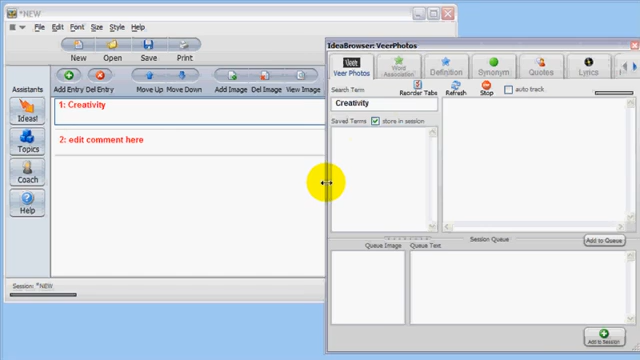 *NEW
File Edit Font Size Style Help
New Open Save Print
Assistants
Add Entry Del Entry Move Up Move Down Add Image Del Image View Image
1: Creativity
2: edit comment here
Ideas!
Topics
Coach
Help
Session: *NEW
IdeaBrowser: VeerPhotos
Veer Photos Word Association Definition Synonym Quotes Lyrics
Reorder Tabs Refresh Stop auto track
Search Term
Creativity
Saved Terms store in session
Session Queue Add to Queue
Queue Image Queue Text
Add to Session